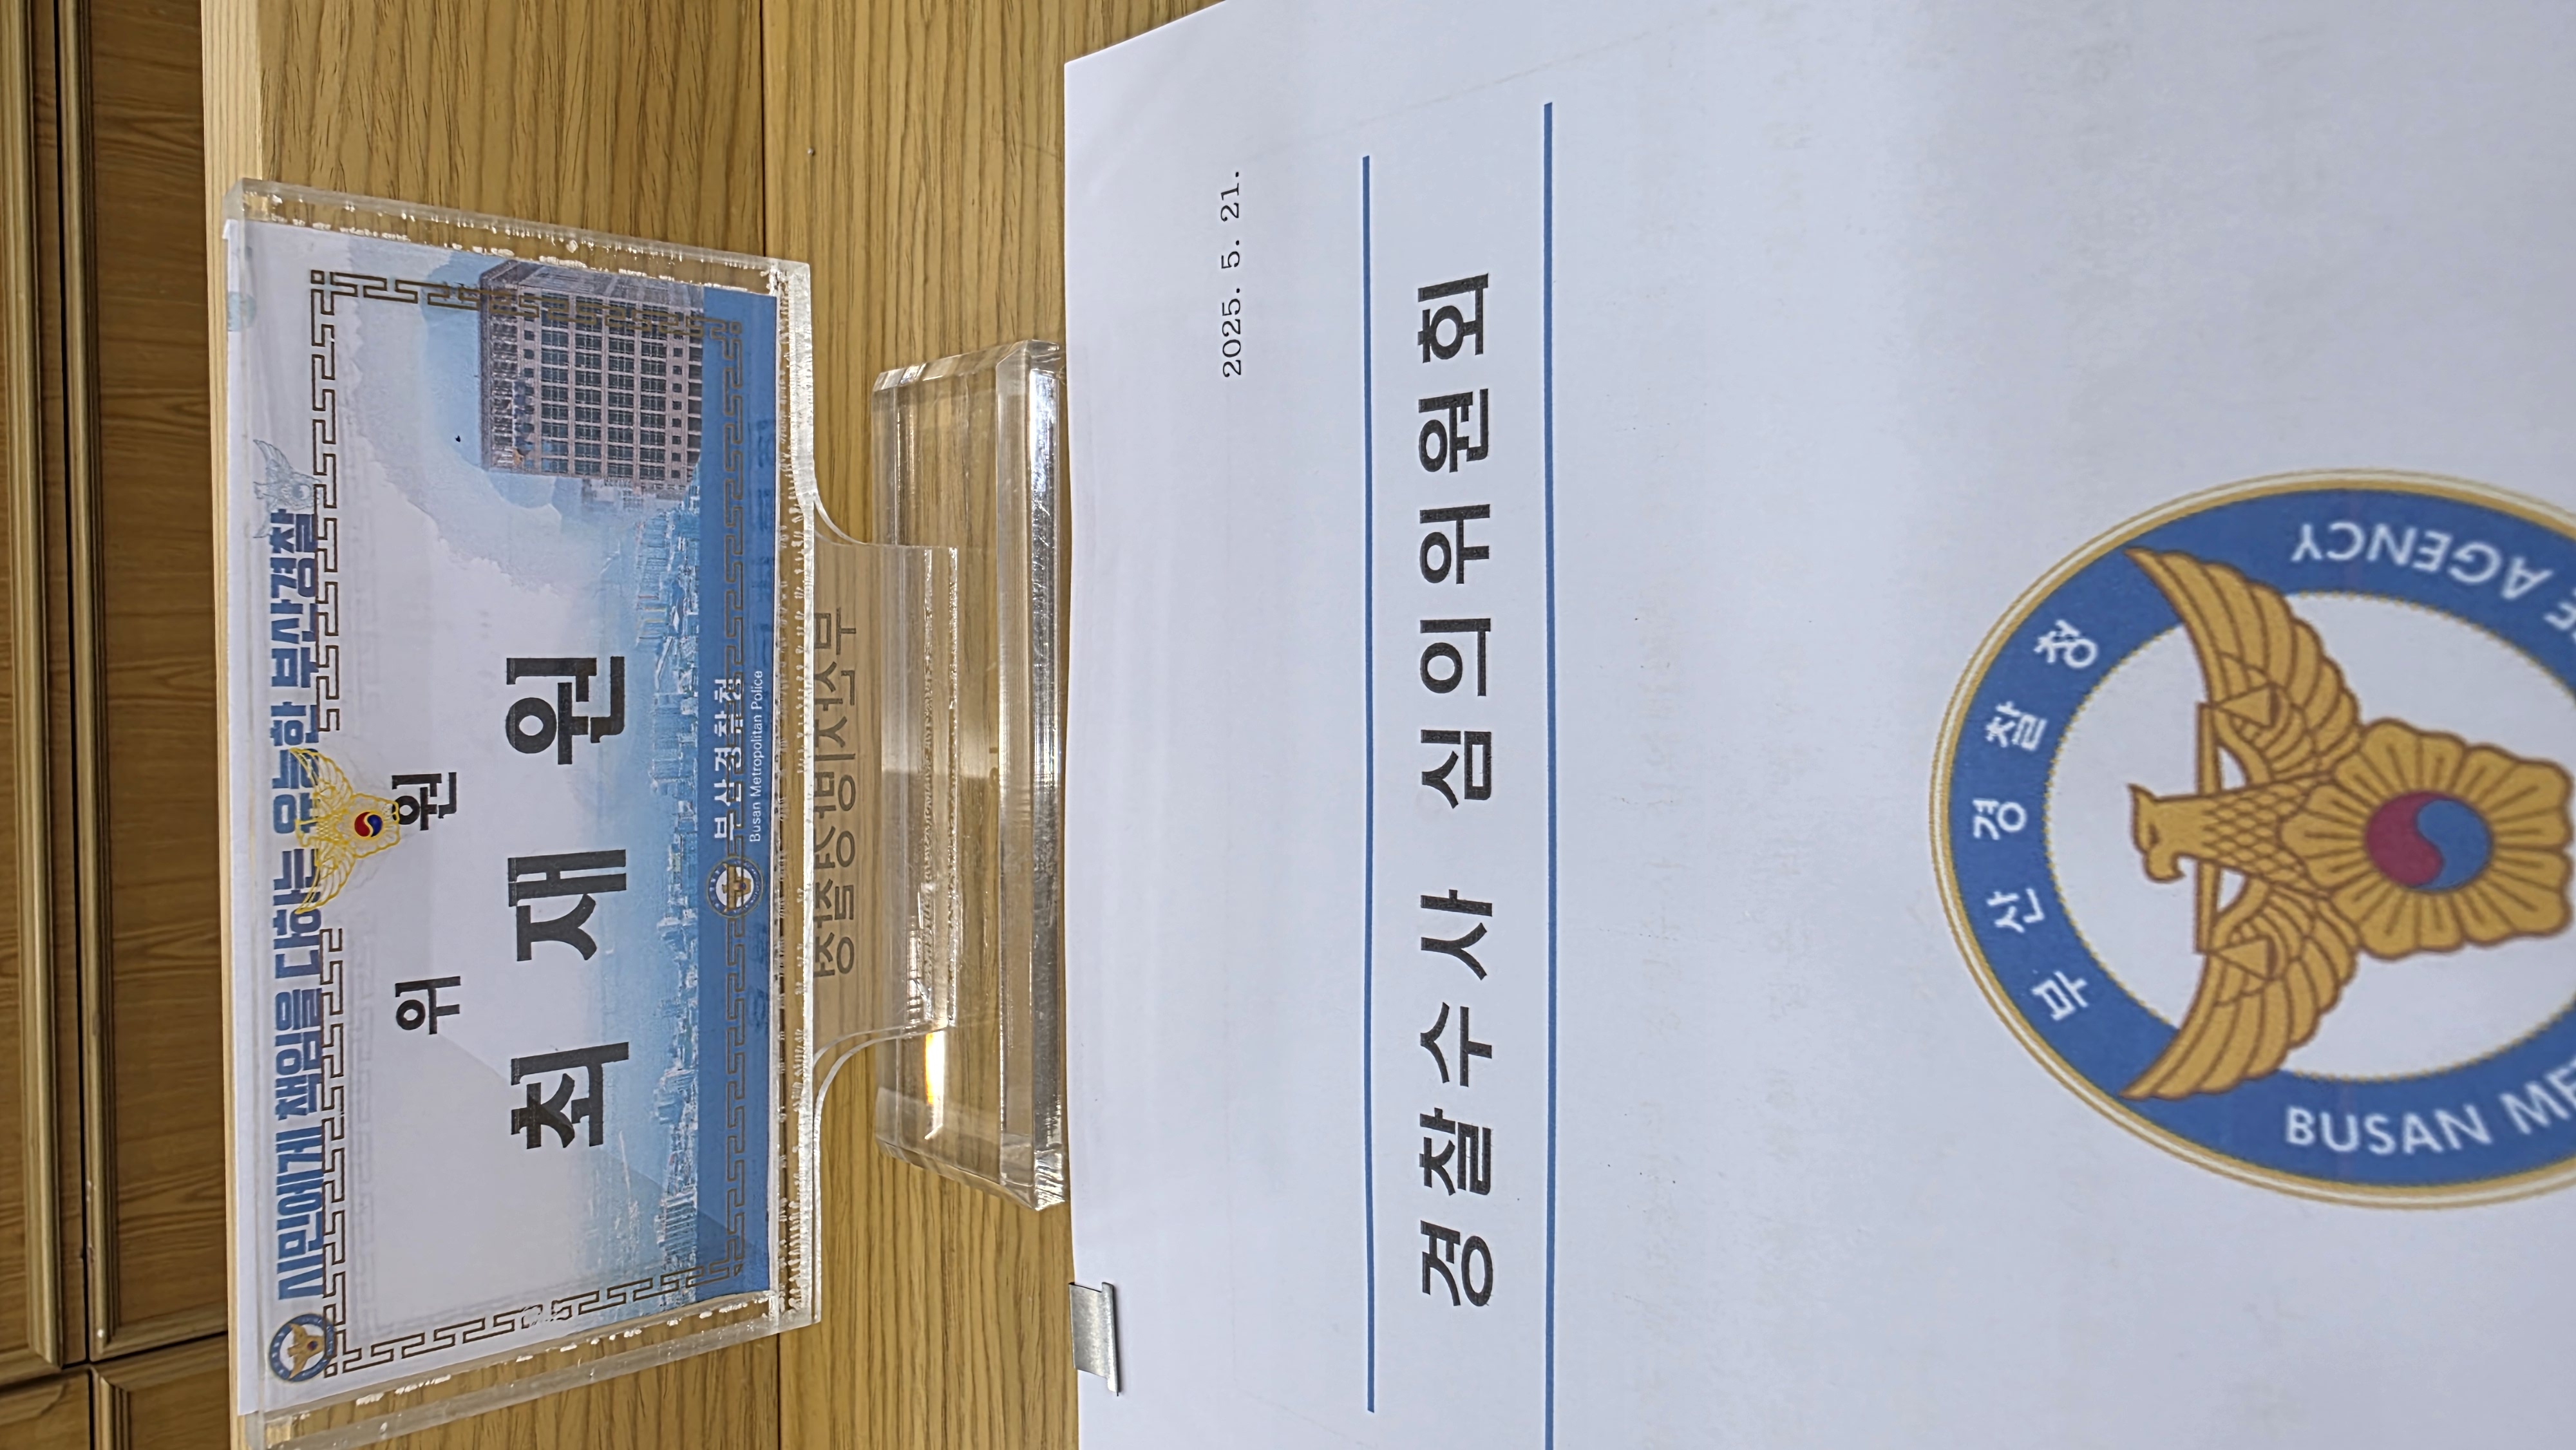 시민에게 책임을 다하는 유능한 부산경찰
위 원
최 재 원
부산경찰청
Busan Metropolitan Police
2025. 5. 21.
경찰수사 심의위원회
부산경찰청
BUSAN ME
E AGENCY